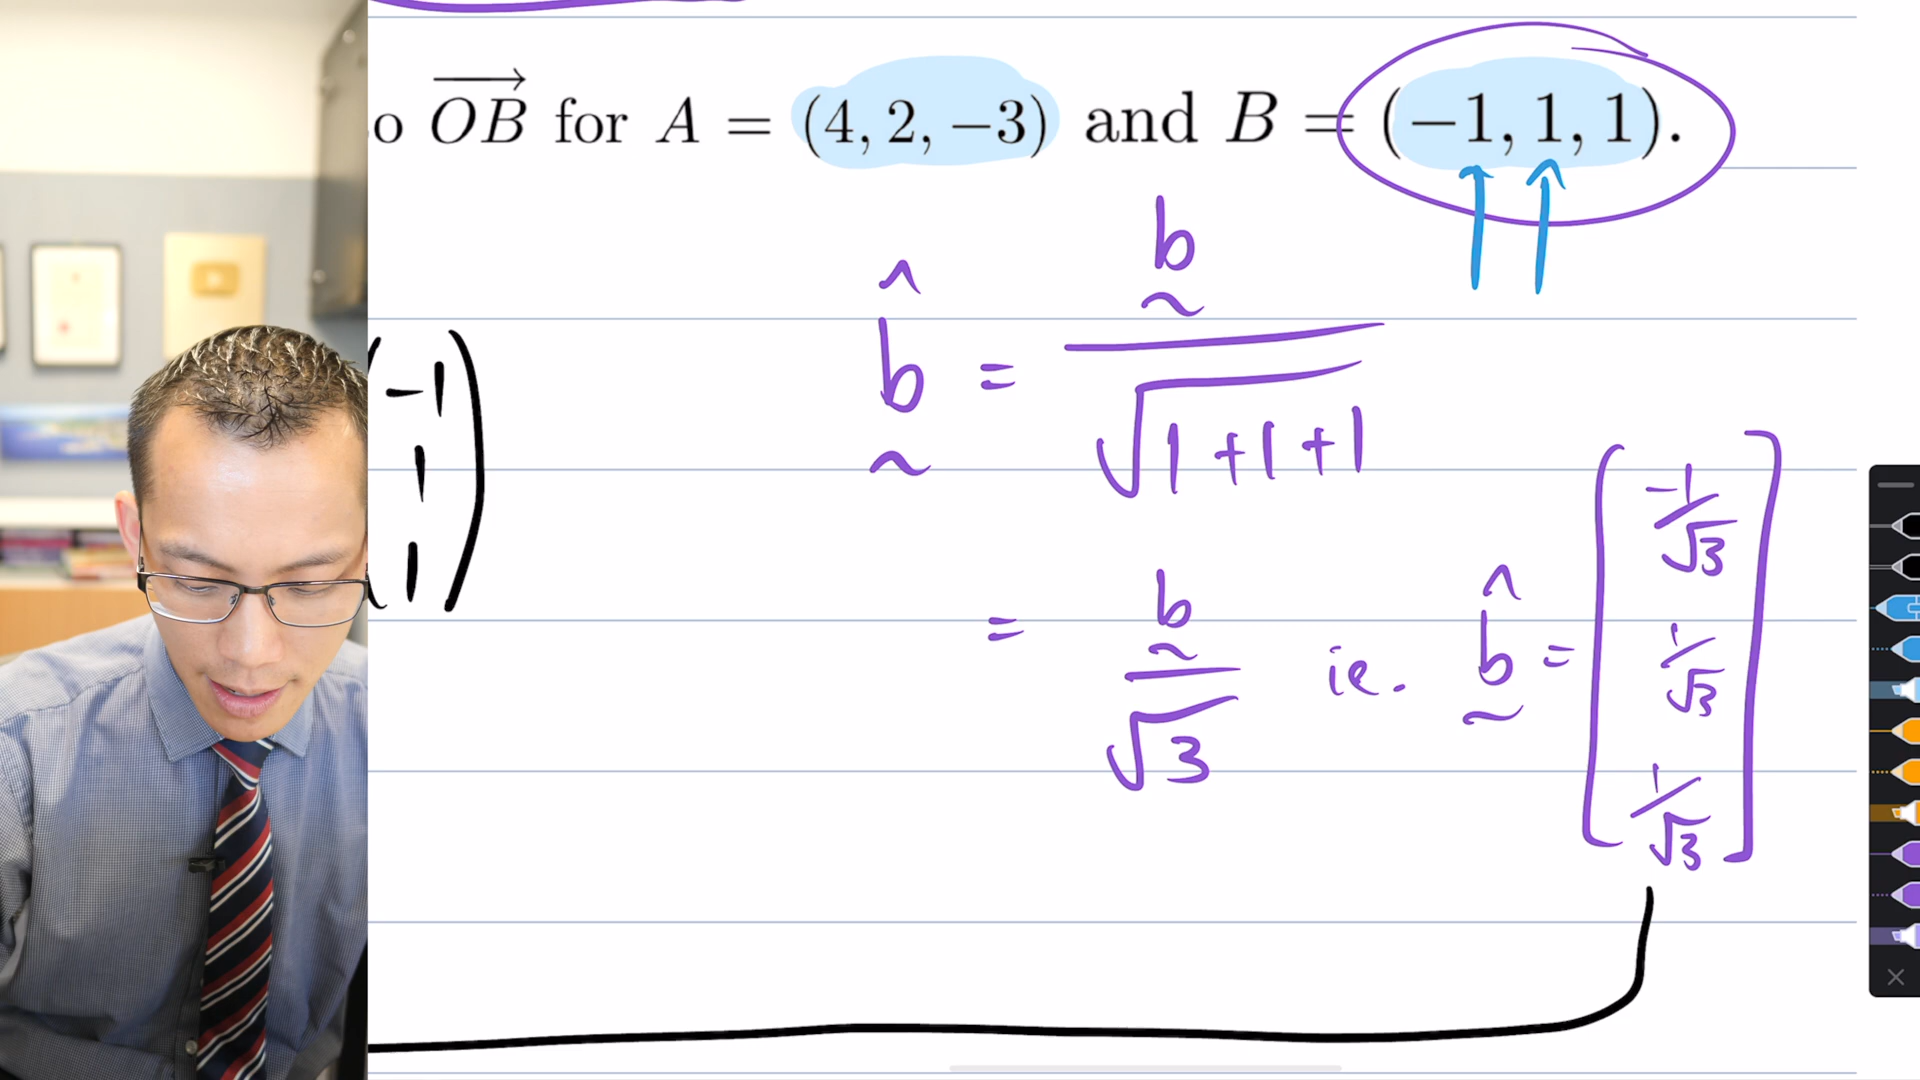 o OB for A = (4, 2, −3) and B = (−1, 1, 1).
b̂ = b / √1+1+1
= b / √3 ie. b̂ = [ -1/√3
1/√3
1/√3 ]
-1
1
1